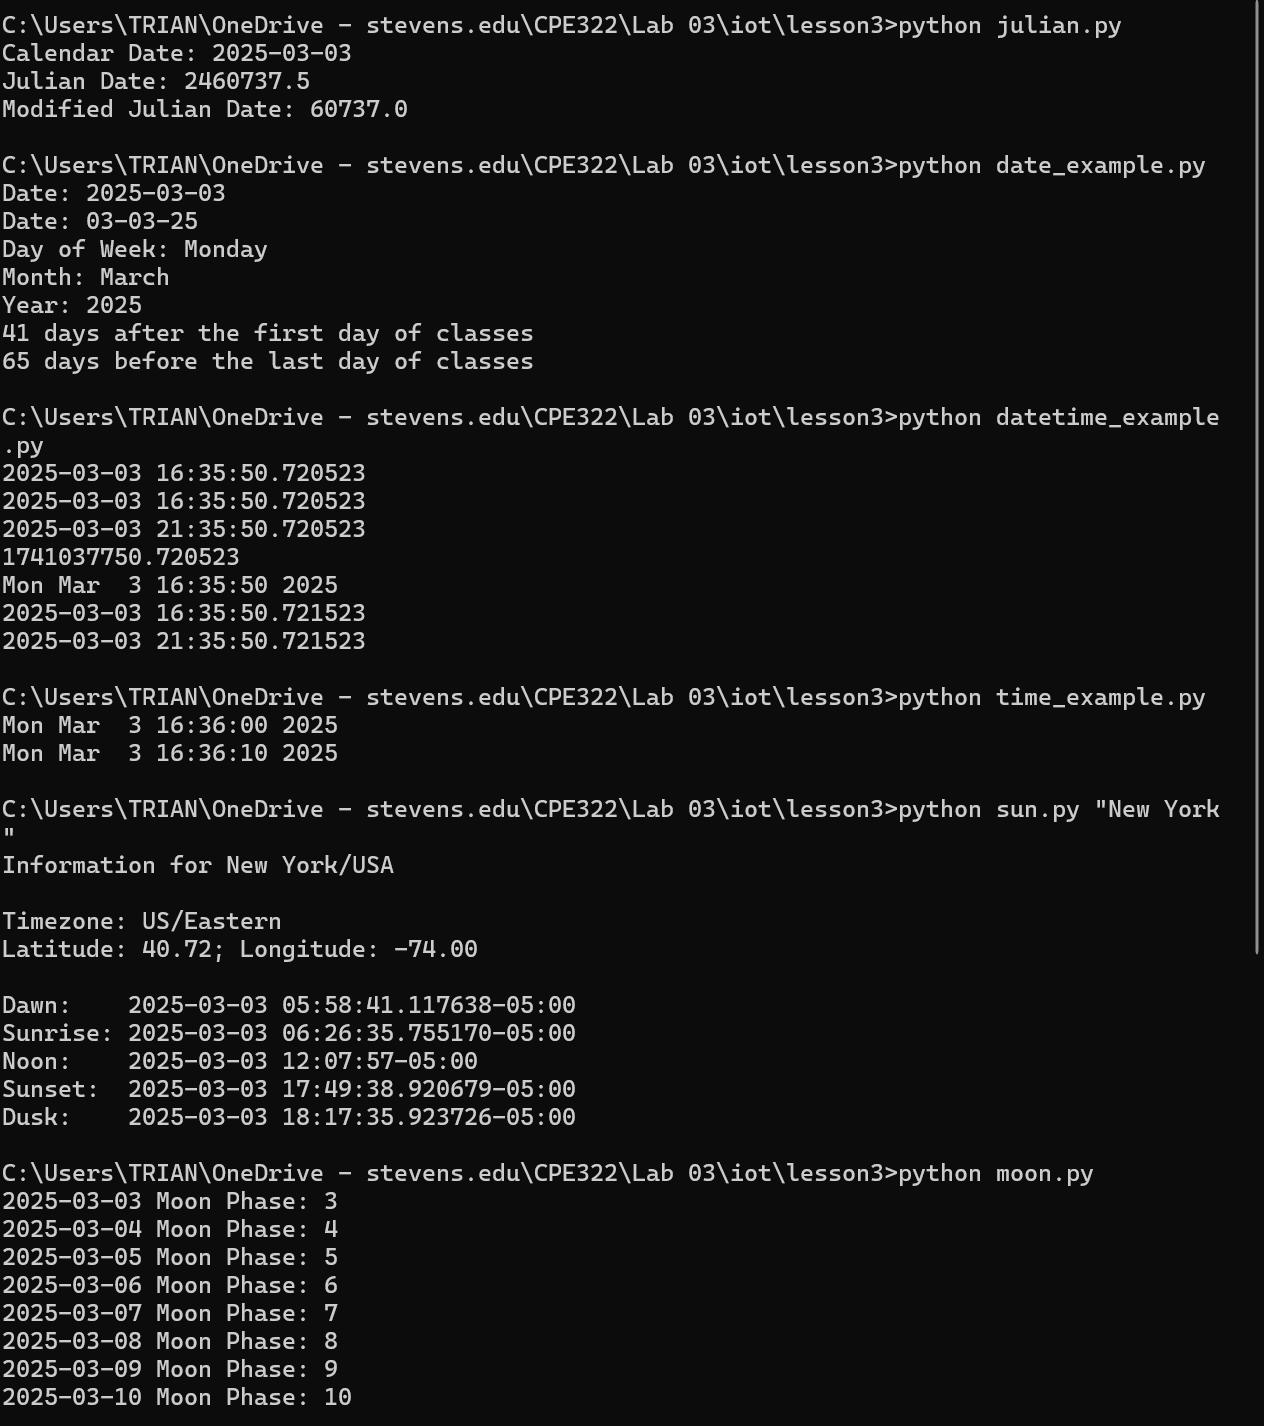 C:\Users\TRIAN\OneDrive - stevens.edu\CPE322\Lab 03\iot\lesson3>python julian.py
Calendar Date: 2025-03-03
Julian Date: 2460737.5
Modified Julian Date: 60737.0
C:\Users\TRIAN\OneDrive - stevens.edu\CPE322\Lab 03\iot\lesson3>python date_example.py
Date: 2025-03-03
Date: 03-03-25
Day of Week: Monday
Month: March
Year: 2025
41 days after the first day of classes
65 days before the last day of classes
C:\Users\TRIAN\OneDrive - stevens.edu\CPE322\Lab 03\iot\lesson3>python datetime_example
.py
2025-03-03 16:35:50.720523
2025-03-03 16:35:50.720523
2025-03-03 21:35:50.720523
1741037750.720523
Mon Mar  3 16:35:50 2025
2025-03-03 16:35:50.721523
2025-03-03 21:35:50.721523
C:\Users\TRIAN\OneDrive - stevens.edu\CPE322\Lab 03\iot\lesson3>python time_example.py
Mon Mar  3 16:36:00 2025
Mon Mar  3 16:36:10 2025
C:\Users\TRIAN\OneDrive - stevens.edu\CPE322\Lab 03\iot\lesson3>python sun.py "New York
"
Information for New York/USA
Timezone: US/Eastern
Latitude: 40.72; Longitude: -74.00
Dawn:    2025-03-03 05:58:41.117638-05:00
Sunrise: 2025-03-03 06:26:35.755170-05:00
Noon:    2025-03-03 12:07:57-05:00
Sunset:  2025-03-03 17:49:38.920679-05:00
Dusk:    2025-03-03 18:17:35.923726-05:00
C:\Users\TRIAN\OneDrive - stevens.edu\CPE322\Lab 03\iot\lesson3>python moon.py
2025-03-03 Moon Phase: 3
2025-03-04 Moon Phase: 4
2025-03-05 Moon Phase: 5
2025-03-06 Moon Phase: 6
2025-03-07 Moon Phase: 7
2025-03-08 Moon Phase: 8
2025-03-09 Moon Phase: 9
2025-03-10 Moon Phase: 10